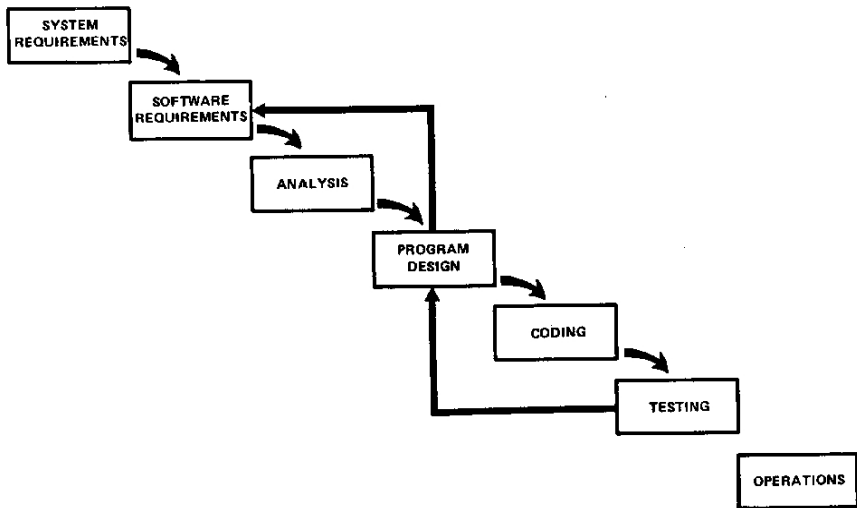 SYSTEM
REQUIREMENTS
SOFTWARE
REQUIREMENTS
ANALYSIS
PROGRAM
DESIGN
CODING
TESTING
OPERATIONS